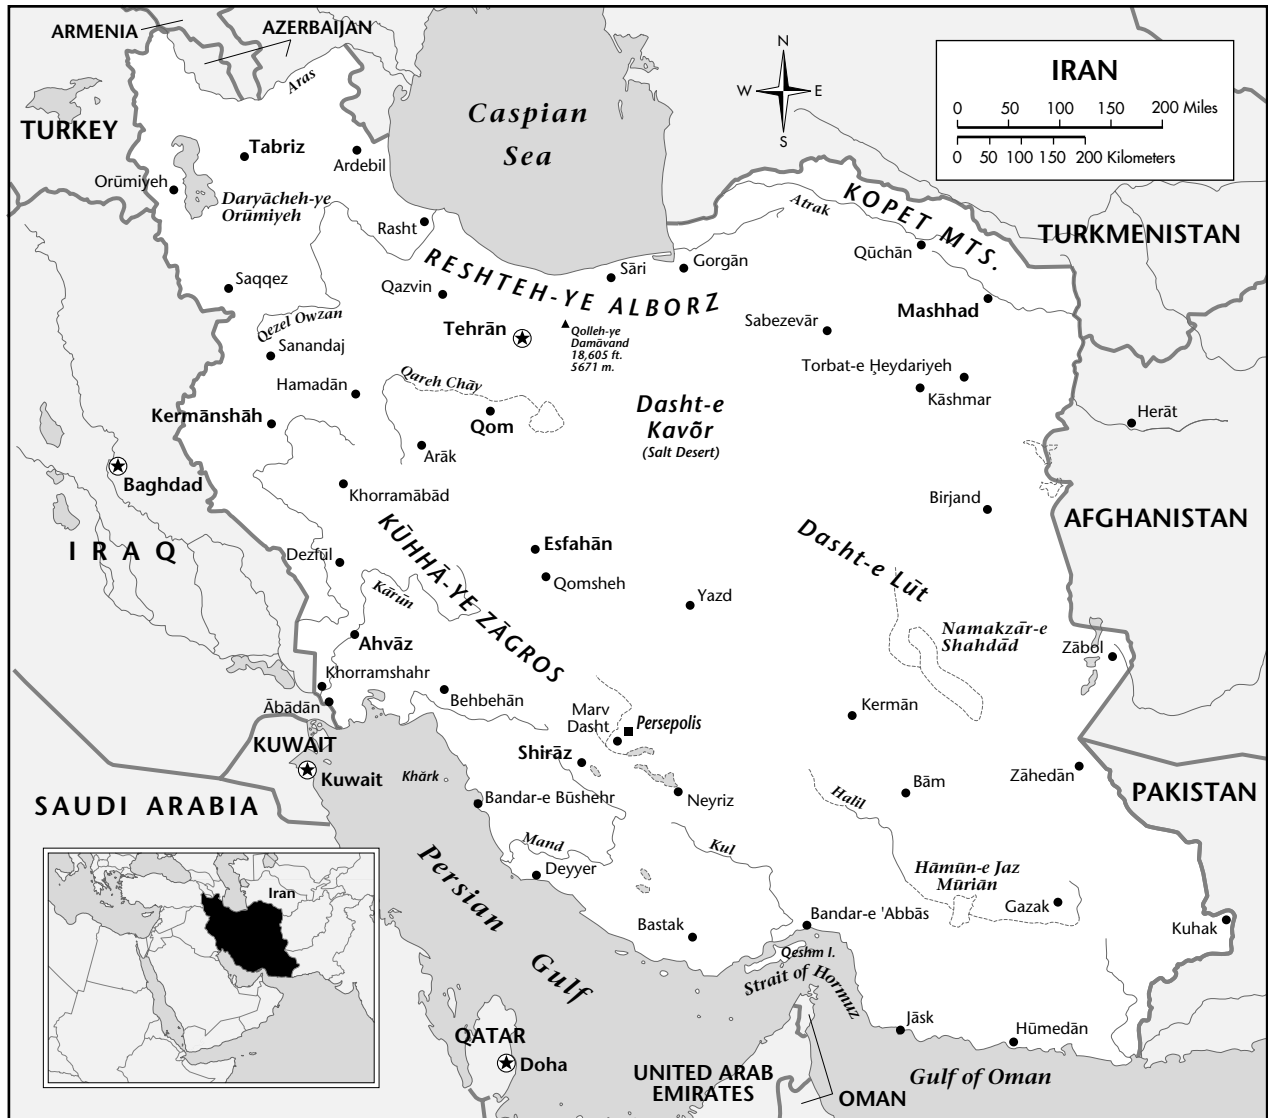 ARMENIA
AZERBAIJAN
Aras
TURKEY
Caspian
Sea
N
W
E
S
IRAN
0 50 100 150 200 Miles
0 50 100 150 200 Kilometers
Tabriz
Ardebil
Orūmiyeh
Daryācheh-ye
Orūmiyeh
Rasht
Atrak
KOPET MTS.
TURKMENISTAN
Qūchān
Gorgān
Sāri
RESHTEH-YE ALBORZ
Saqqez
Qazvin
Mashhad
Qezel Owzan
Tehrān
Qolleh-ye
Damāvand
18,605 ft.
5671 m.
Sabezevār
Sanandaj
Torbat-e Ḩeydariyeh
Hamadān
Qareh Chāy
Kāshmar
Dasht-e
Kavõr
(Salt Desert)
Kermānshāh
Qom
Herāt
Arāk
Baghdad
Khorramābād
Birjand
AFGHANISTAN
IRAQ
KŪHHĀ-YE ZĀGROS
Dasht-e Lūt
Dezfūl
Esfahān
Qomsheh
Kārūn
Yazd
Namakzār-e
Shahdād
Zābol
Ahvāz
Khorramshahr
Ābādān
Behbehān
Marv
Dasht
Persepolis
Kermān
KUWAIT
Kuwait
Shirāz
Khārk
Zāhedān
Bām
PAKISTAN
SAUDI ARABIA
Bandar-e Būshehr
Neyriz
Halil
Mand
Kul
Deyyer
Hāmūn-e Jaz
Mūriān
Gazak
Iran
Persian
Gulf
Bastak
Bandar-e 'Abbās
Kuhak
Qeshm I.
Strait of Hormuz
Jāsk
Hūmedān
QATAR
Doha
UNITED ARAB
EMIRATES
OMAN
Gulf of Oman